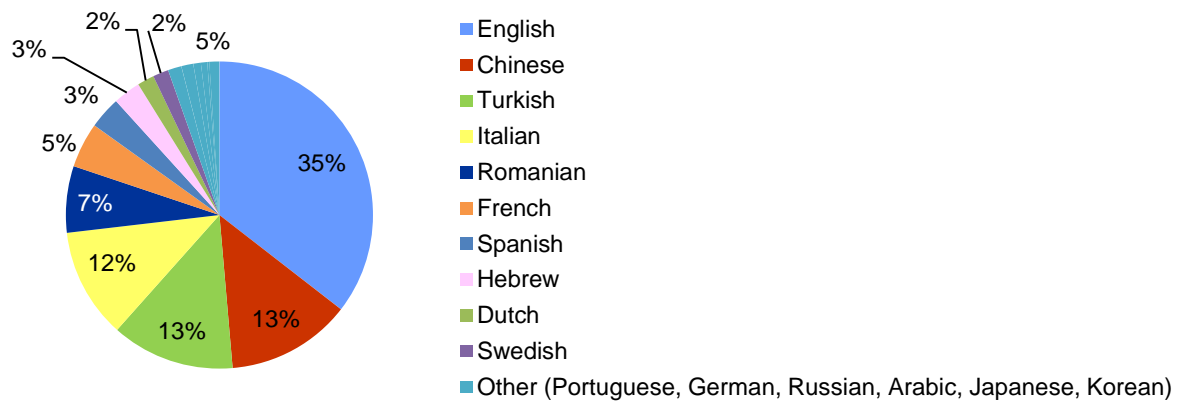 2%
2%
5%
3%
3%
5%
7%
12%
13%
13%
35%
English
Chinese
Turkish
Italian
Romanian
French
Spanish
Hebrew
Dutch
Swedish
Other (Portuguese, German, Russian, Arabic, Japanese, Korean)